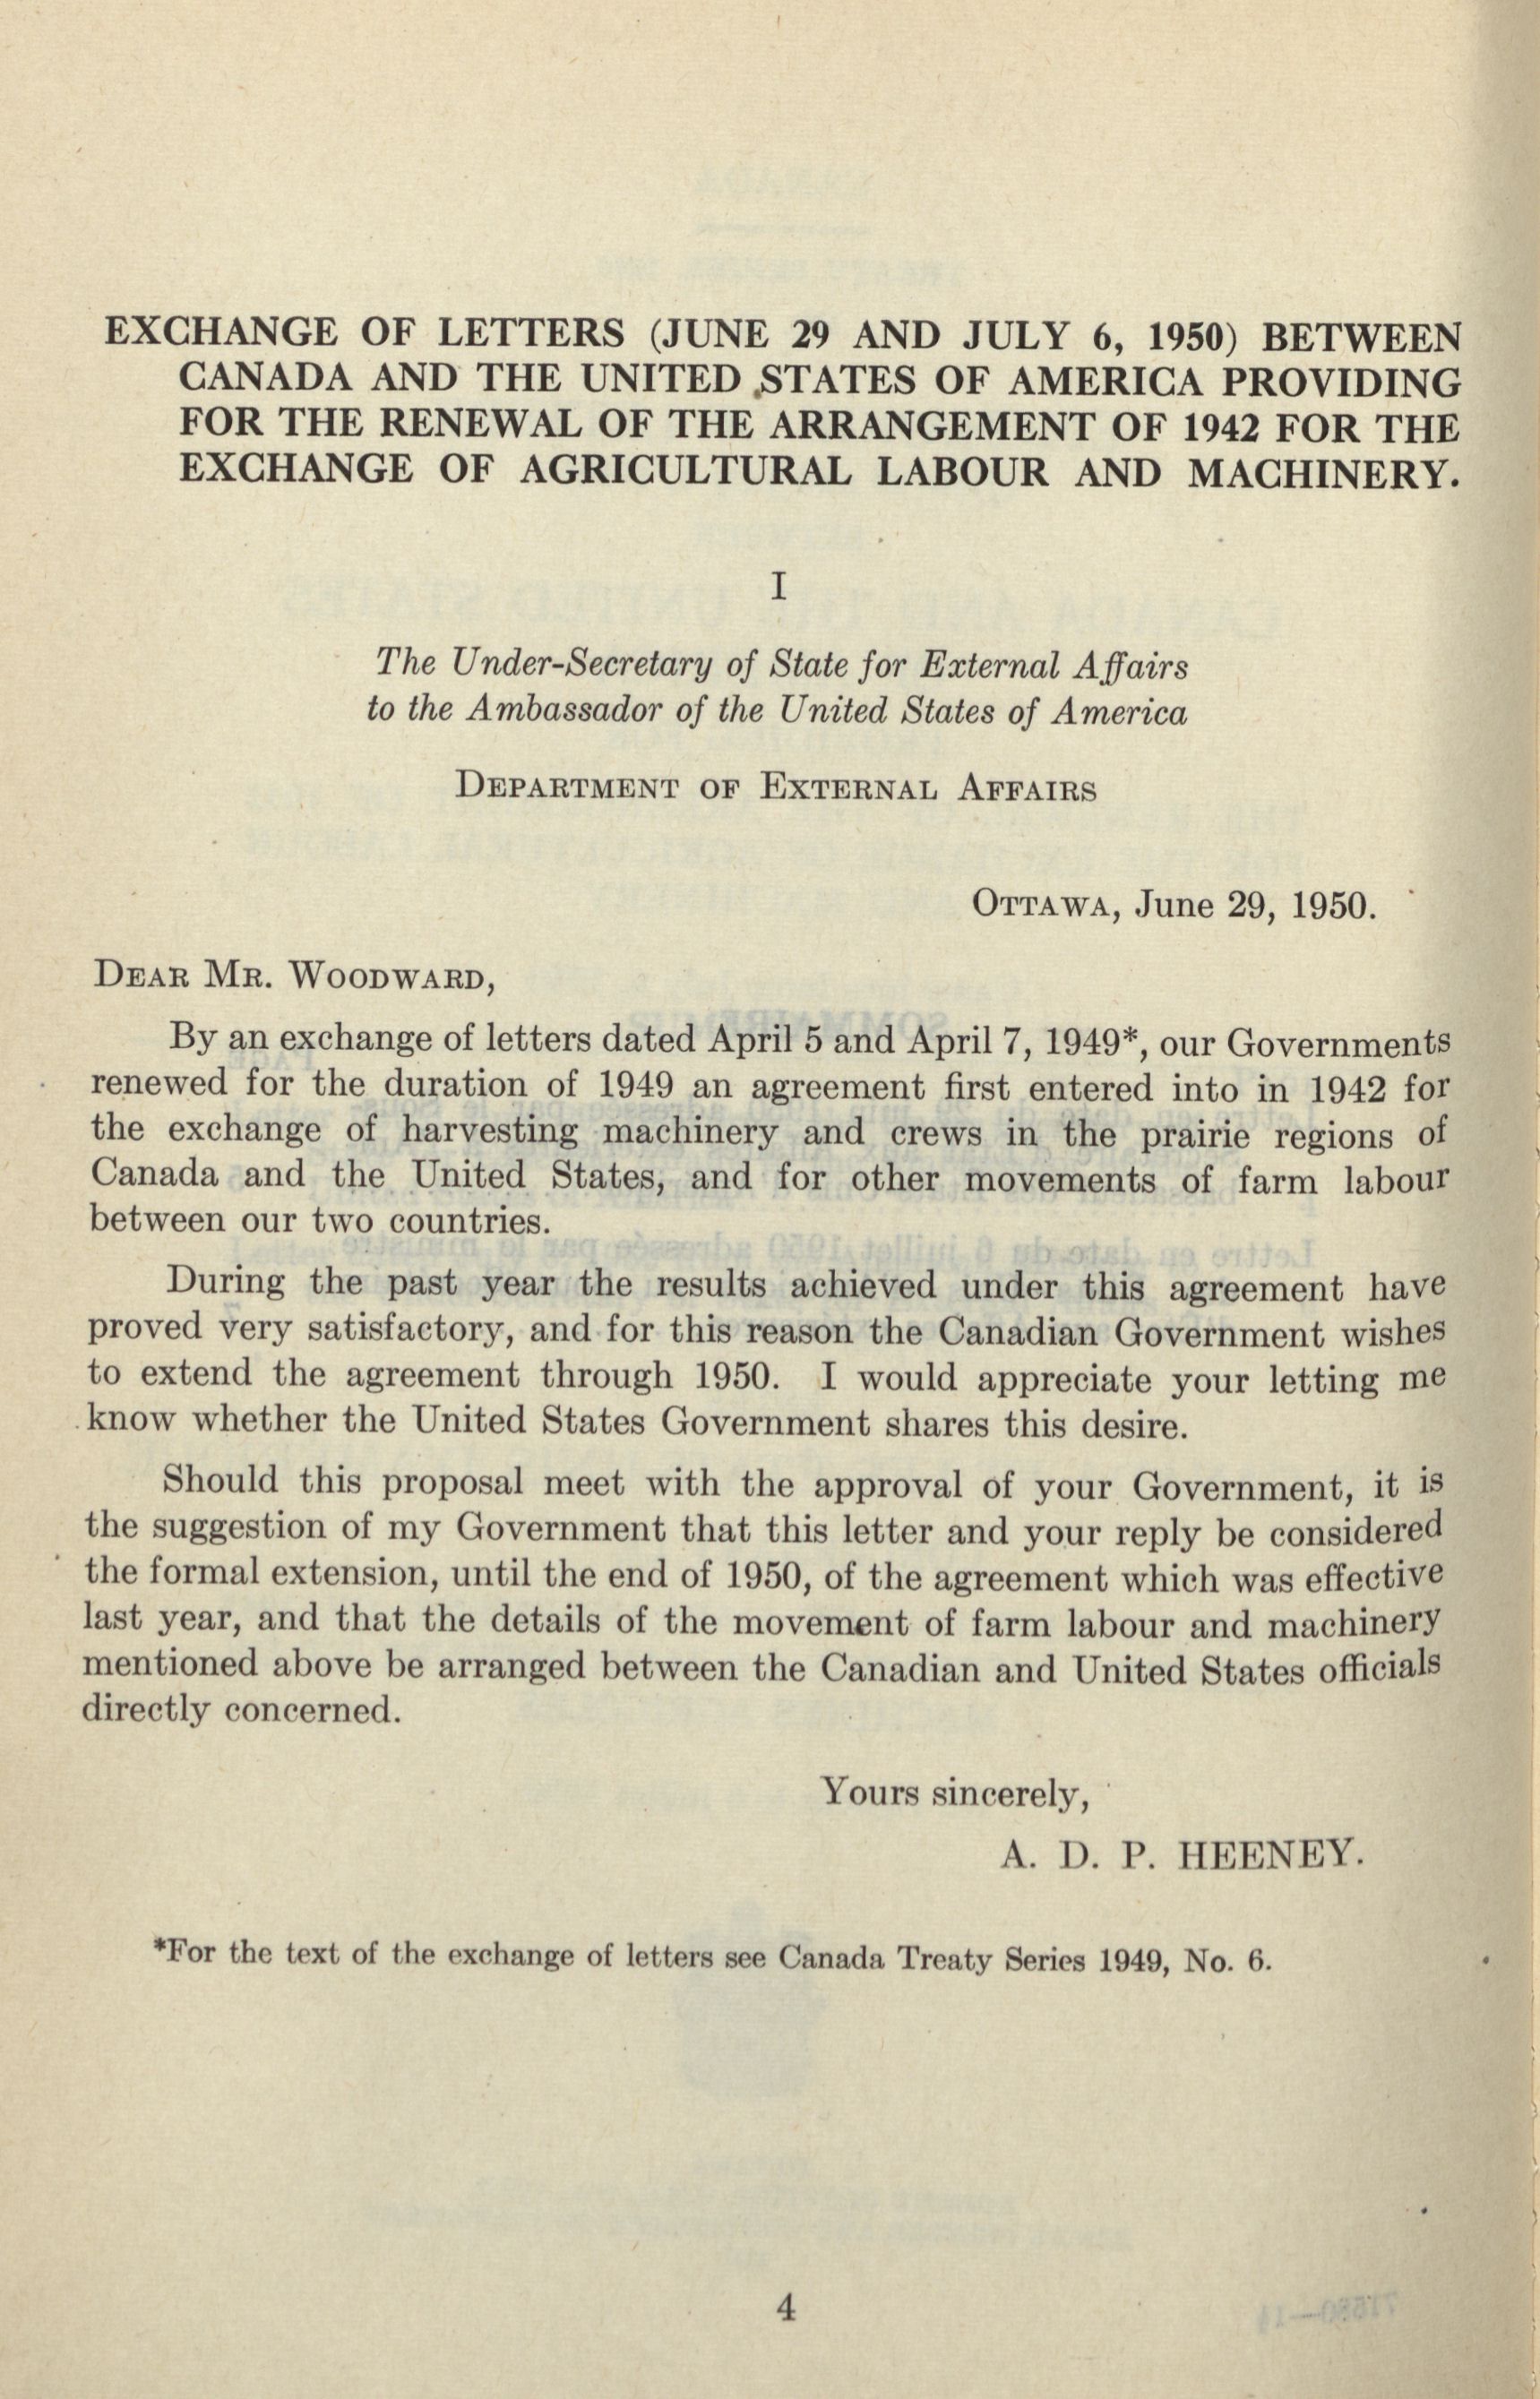 EXCHANGE OF LETTERS (JUNE 29 AND JULY 6, 1950) BETWEEN
CANADA AND THE UNITED STATES OF AMERICA PROVIDING
FOR THE RENEWAL OF THE ARRANGEMENT OF 1942 FOR THE
EXCHANGE OF AGRICULTURAL LABOUR AND MACHINERY.
I
The Under-Secretary of State for External Affairs
to the Ambassador of the United States of America
DEPARTMENT OF EXTERNAL AFFAIRS
OTTAWA, June 29, 1950.
DEAR MR. WOODWARD,
By an exchange of letters dated April 5 and April 7, 1949*, our Governments
renewed for the duration of 1949 an agreement first entered into in 1942 for
the exchange of harvesting machinery and crews in the prairie regions of
Canada and the United States, and for other movements of farm labour
between our two countries.
During the past year the results achieved under this agreement have
proved very satisfactory, and for this reason the Canadian Government wishes
to extend the agreement through 1950. I would appreciate your letting me
know whether the United States Government shares this desire.
Should this proposal meet with the approval of your Government, it is
the suggestion of my Government that this letter and your reply be considered
the formal extension, until the end of 1950, of the agreement which was effective
last year, and that the details of the movement of farm labour and machinery
mentioned above be arranged between the Canadian and United States officials
directly concerned.
Yours sincerely,
A. D. P. HEENEY.
*For the text of the exchange of letters see Canada Treaty Series 1949, No. 6.
4